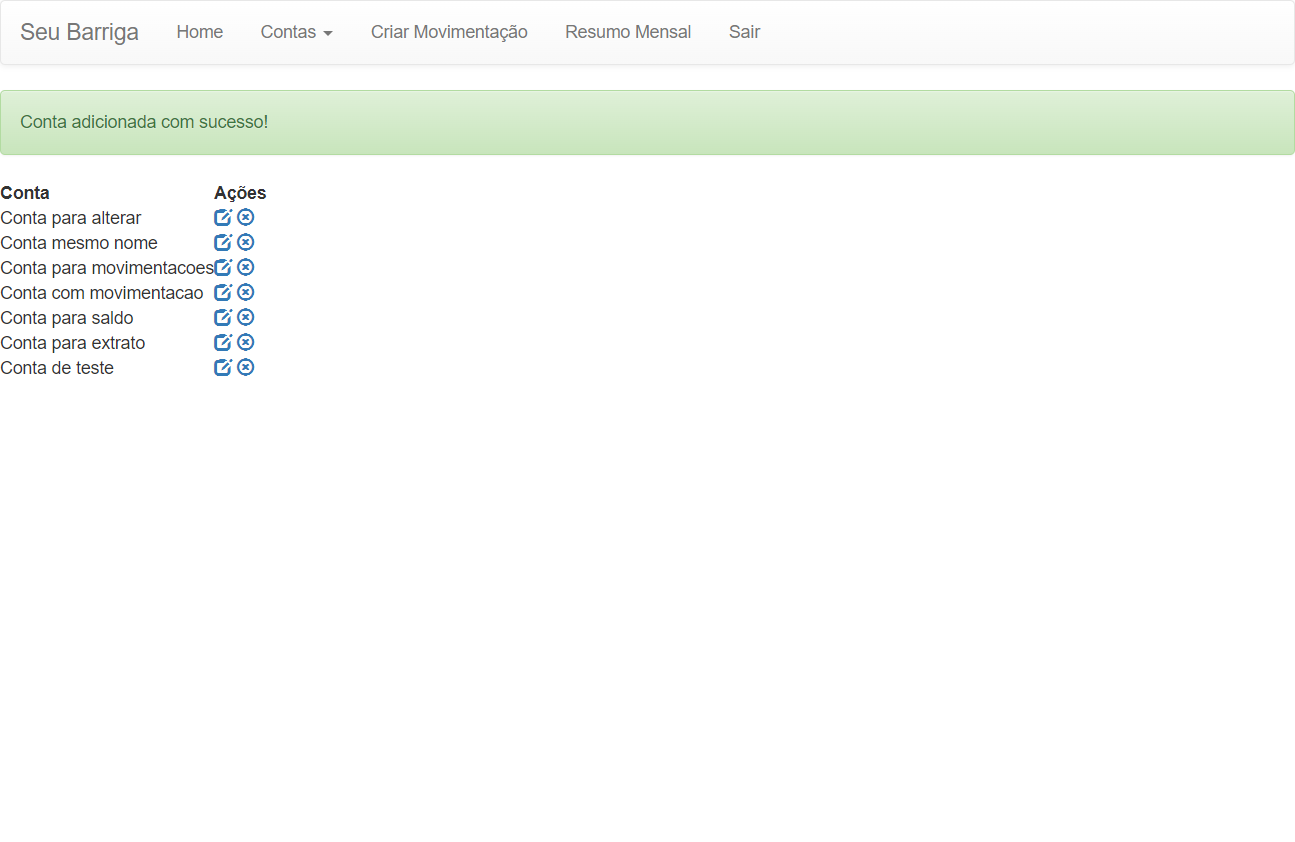 Seu Barriga Home Contas Criar Movimentação Resumo Mensal Sair
Conta adicionada com sucesso!
Conta Ações
Conta para alterar
Conta mesmo nome
Conta para movimentacoes
Conta com movimentacao
Conta para saldo
Conta para extrato
Conta de teste